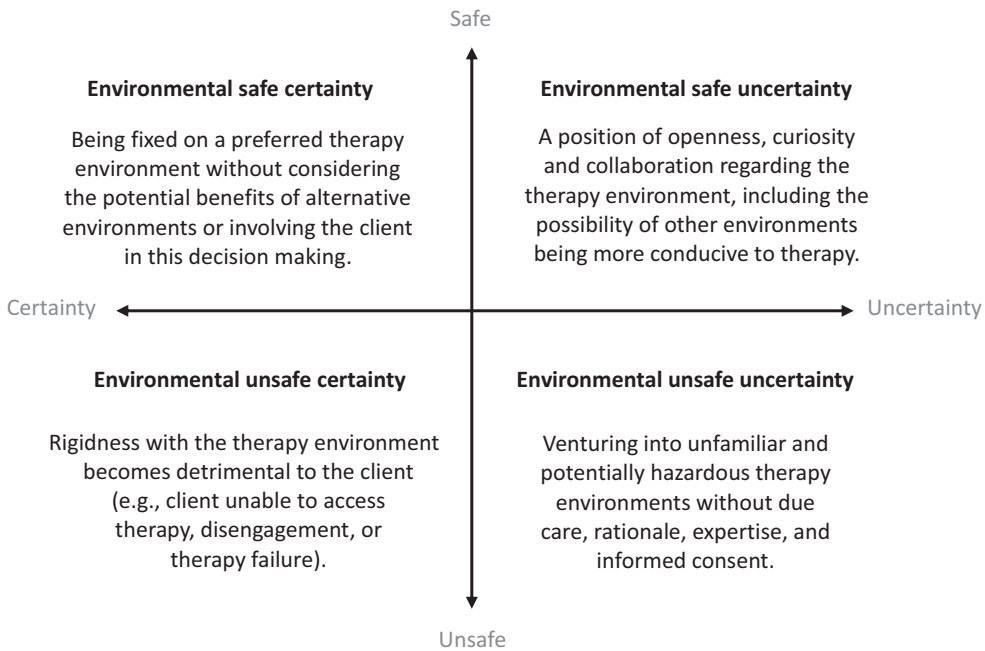 Safe
Environmental safe certainty
Being fixed on a preferred therapy
environment without considering
the potential benefits of alternative
environments or involving the client
in this decision making.
Environmental safe uncertainty
A position of openness, curiosity
and collaboration regarding the
therapy environment, including the
possibility of other environments
being more conducive to therapy.
Certainty
Uncertainty
Environmental unsafe certainty
Rigidness with the therapy environment
becomes detrimental to the client
(e.g., client unable to access
therapy, disengagement, or
therapy failure).
Environmental unsafe uncertainty
Venturing into unfamiliar and
potentially hazardous therapy
environments without due
care, rationale, expertise, and
informed consent.
Unsafe